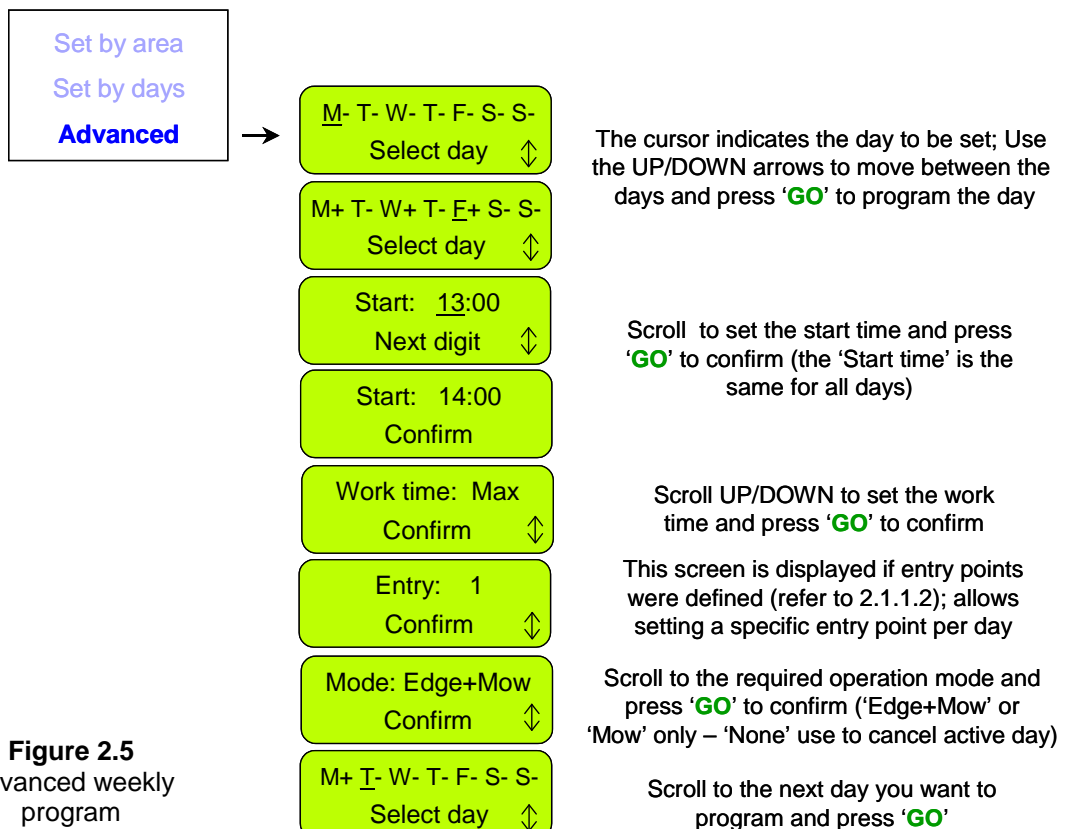 Set by area
Set by days
Advanced
M- T- W- T- F- S- S-
Select day
The cursor indicates the day to be set; Use
the UP/DOWN arrows to move between the
days and press ‘GO’ to program the day
M+ T- W+ T- F+ S- S-
Select day
Start: 13:00
Next digit
Scroll to set the start time and press
‘GO’ to confirm (the ‘Start time’ is the
same for all days)
Start: 14:00
Confirm
Work time: Max
Confirm
Scroll UP/DOWN to set the work
time and press ‘GO’ to confirm
Entry: 1
Confirm
This screen is displayed if entry points
were defined (refer to 2.1.1.2); allows
setting a specific entry point per day
Mode: Edge+Mow
Confirm
Scroll to the required operation mode and
press ‘GO’ to confirm (‘Edge+Mow’ or
‘Mow’ only – ‘None’ use to cancel active day)
M+ T- W- T- F- S- S-
Select day
Scroll to the next day you want to
program and press ‘GO’
Figure 2.5
vanced weekly
program